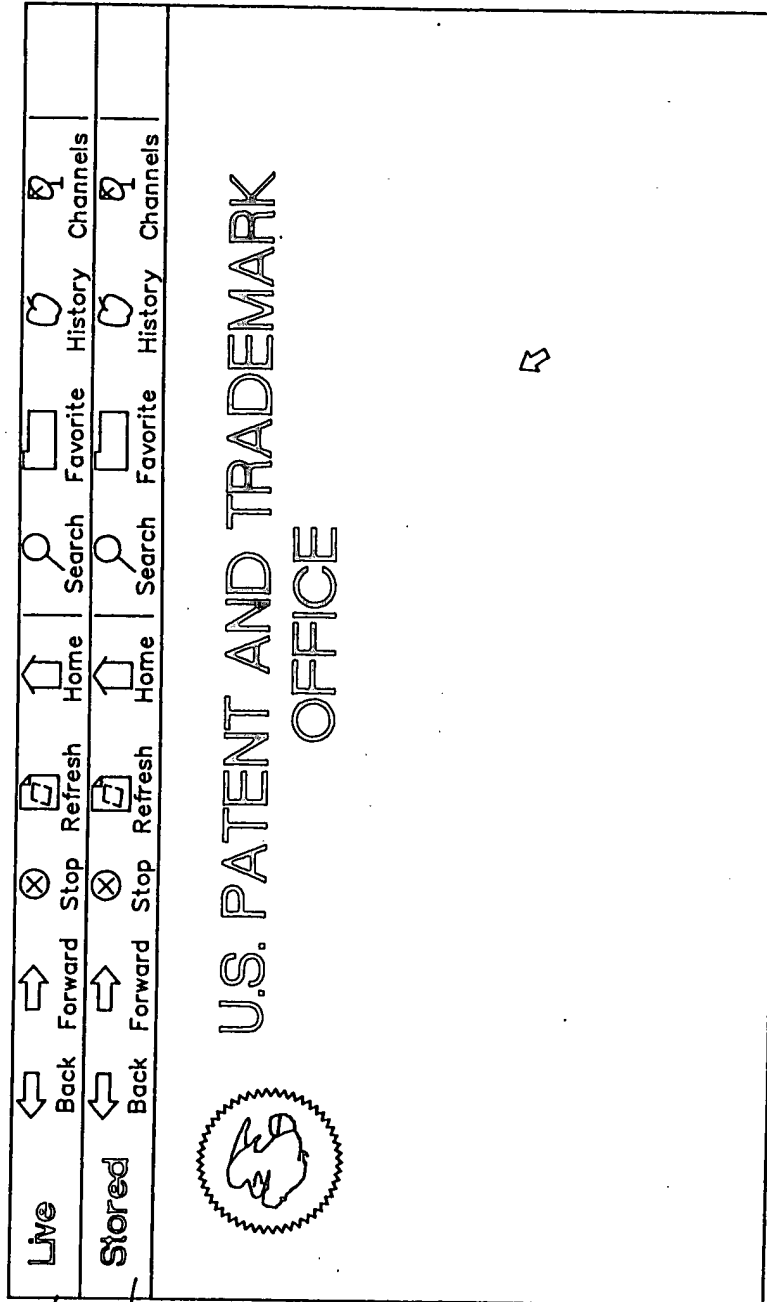 Live
Back Forward Stop Refresh Home Search Favorite History Channels
Stored
Back Forward Stop Refresh Home Search Favorite History Channels
U.S. PATENT AND TRADEMARK
OFFICE